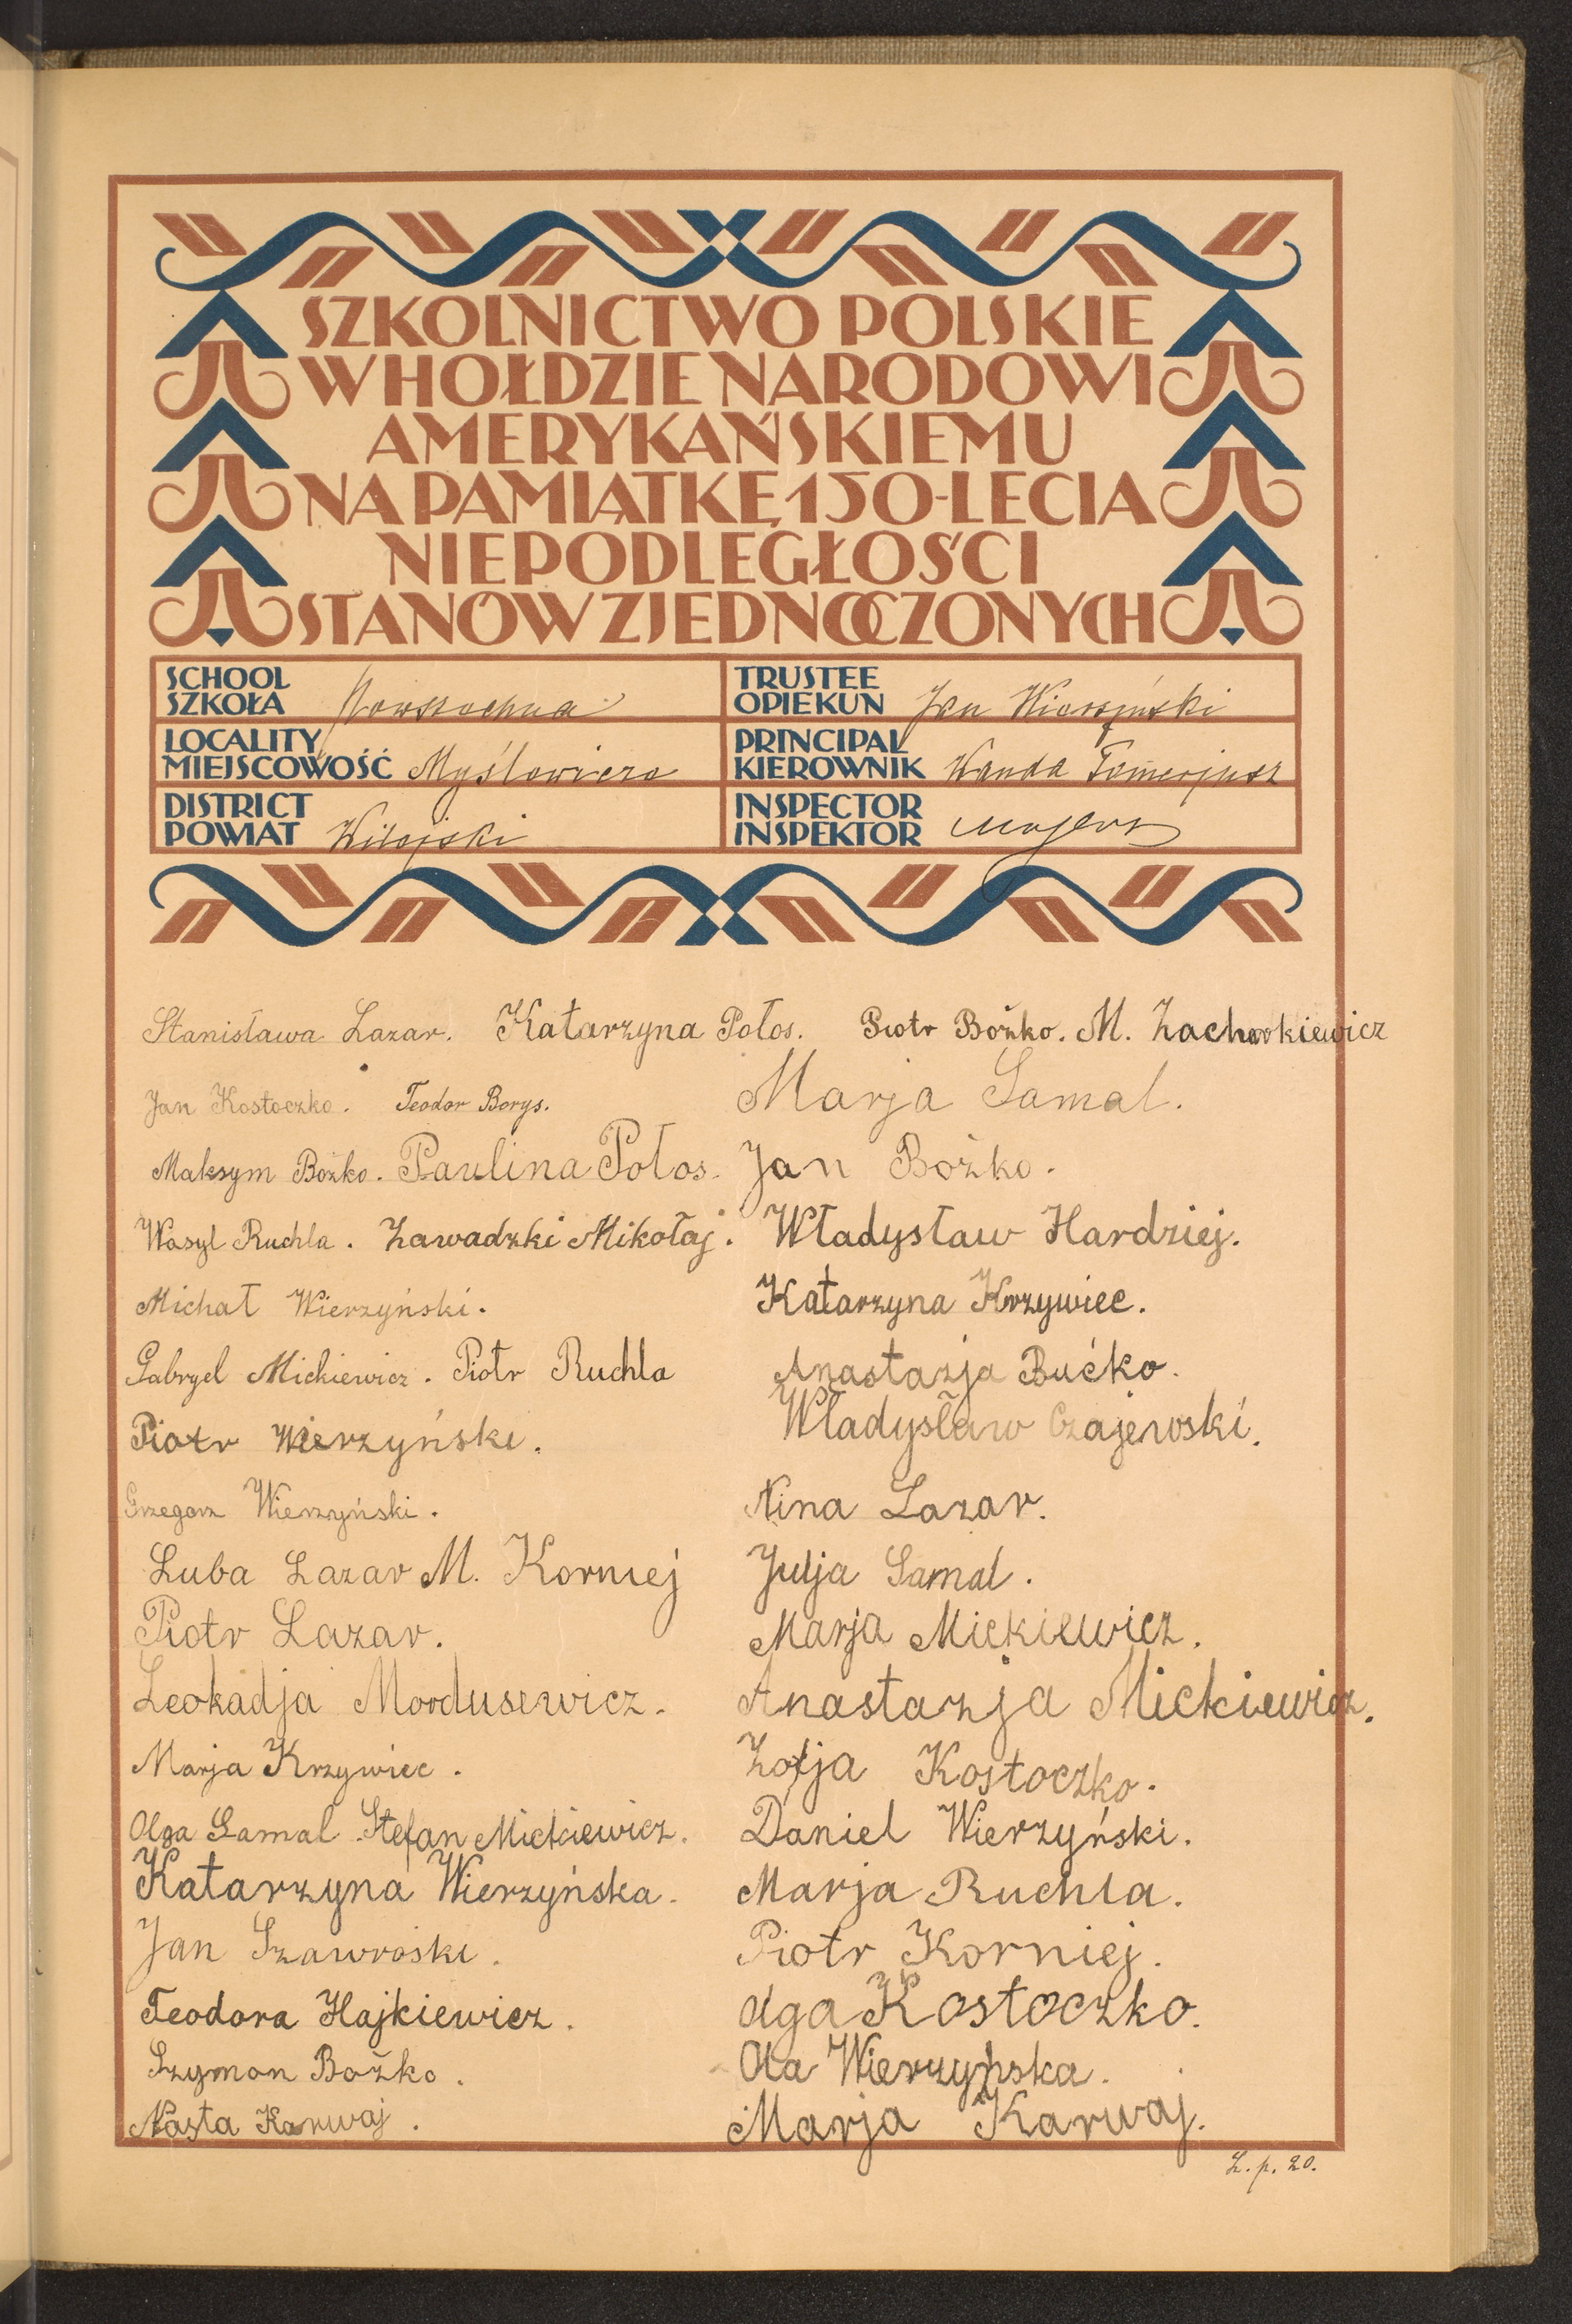 SZKOLNICTWO POLSKIE
W HOŁDZIE NARODOWI
AMERYKAŃSKIEMU
NA PAMIĄTKĘ 150-LECIA
NIEPODLEGŁOŚCI
STANÓW ZJEDNOCZONYCH
SCHOOL
SZKOŁA Powszechna
TRUSTEE
OPIEKUN Jan Wierzyński
LOCALITY
MIEJSCOWOŚĆ Myślowicze
PRINCIPAL
KIEROWNIK Wanda
DISTRICT
POWIAT Wilejski
INSPECTOR
INSPEKTOR
Stanisława Lazar. Katarzyna Połos. Piotr Bożko. M. Zacharkiewicz
Jan Kostoczko. Teodor Borys. Marja Samal.
Maksym Bożko. Paulina Połos. Jan Bożko.
Wasyl Ruchla. Zawadzki Mikołaj. Władysław Hardziej.
Michał Wierzyński. Katarzyna Krzywiec.
Gabryel Mickiewicz. Piotr Ruchla Anastazja Bućko.
Piotr Wierzyński. Władysław Czajewski.
Grzegorz Wierzyński. Nina Lazar.
Luba Lazar M. Korniej Julja Samal.
Piotr Lazar. Marja Mickiewicz.
Leokadja Mordusewicz. Anastazja Mickiewicz.
Marja Krzywiec. Zofja Kostoczko.
Olga Samal Stefan Mickiewicz. Daniel Wierzyński.
Katarzyna Wierzyńska. Marja Ruchla.
Jan Szawroski. Piotr Korniej.
Teodora Hajkiewicz. Olga Kostoczko.
Szymon Bożko. Ola Wierzyńska.
Nasta Karwaj. Marja Karwaj.
L. p. 20.